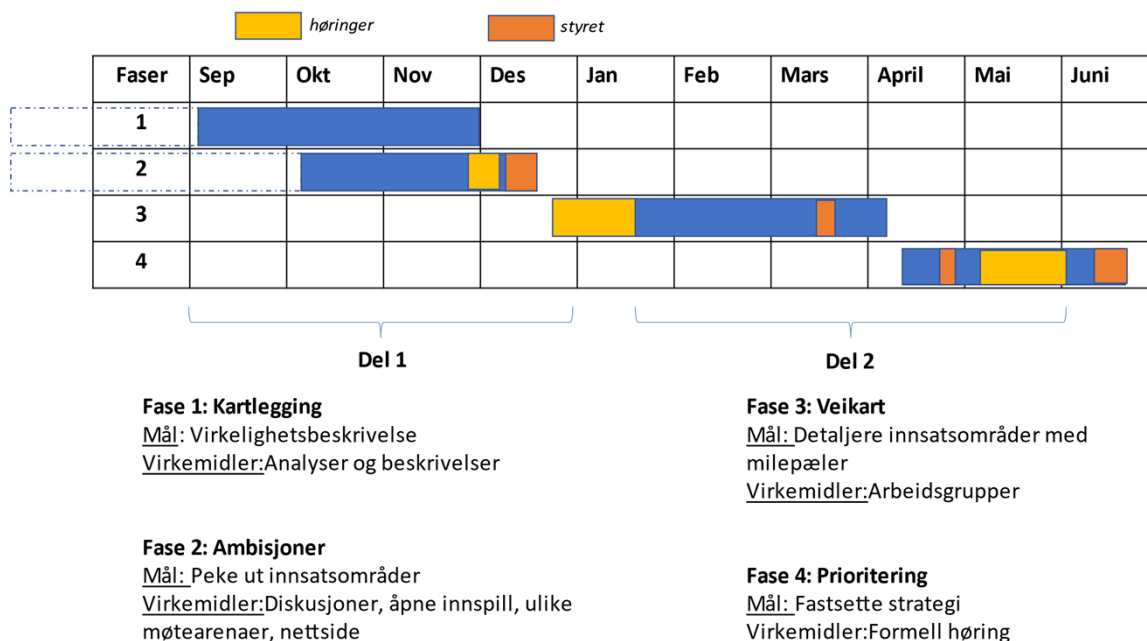 høringer
styret
Faser Sep Okt Nov Des Jan Feb Mars April Mai Juni
1
2
3
4
Del 1
Del 2
Fase 1: Kartlegging
Mål: Virkelighetsbeskrivelse
Virkemidler:Analyser og beskrivelser
Fase 2: Ambisjoner
Mål: Peke ut innsatsområder
Virkemidler:Diskusjoner, åpne innspill, ulike
møtearenaer, nettside
Fase 3: Veikart
Mål: Detaljere innsatsområder med
milepæler
Virkemidler:Arbeidsgrupper
Fase 4: Prioritering
Mål: Fastsette strategi
Virkemidler:Formell høring